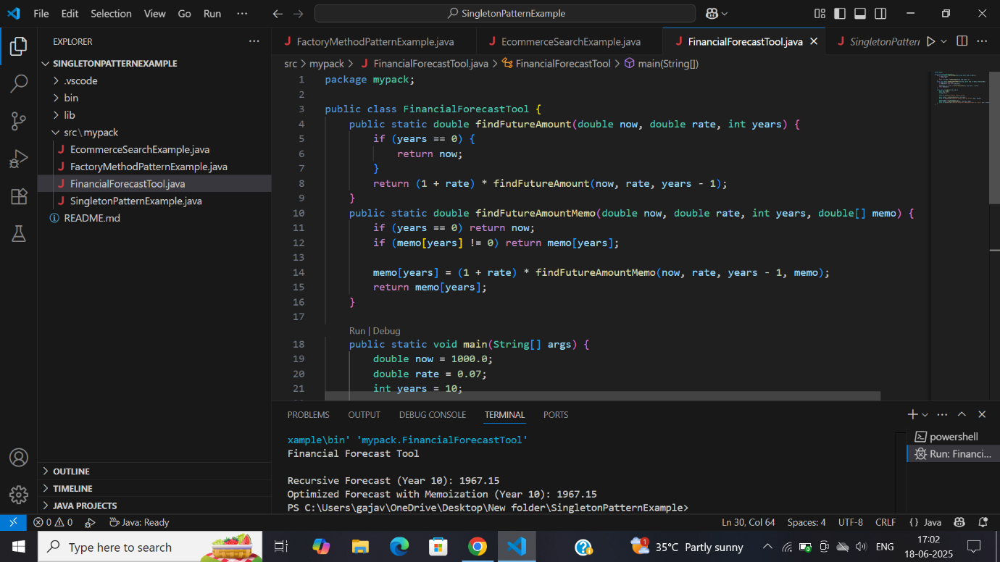 File Edit Selection View Go Run ···
SingletonPatternExample
EXPLORER ···
SINGLETONPATTERNEXAMPLE
.vscode
bin
lib
src\mypack
J EcommerceSearchExample.java
J FactoryMethodPatternExample.java
J FinancialForecastTool.java
J SingletonPatternExample.java
README.md
OUTLINE
TIMELINE
JAVA PROJECTS
J FactoryMethodPatternExample.java J EcommerceSearchExample.java J FinancialForecastTool.java J SingletonPattern
src > mypack > J FinancialForecastTool.java > FinancialForecastTool > main(String[])
1 package mypack;
2
3 public class FinancialForecastTool {
4 public static double findFutureAmount(double now, double rate, int years) {
5 if (years == 0) {
6 return now;
7 }
8 return (1 + rate) * findFutureAmount(now, rate, years - 1);
9 }
10 public static double findFutureAmountMemo(double now, double rate, int years, double[] memo) {
11 if (years == 0) return now;
12 if (memo[years] != 0) return memo[years];
13
14 memo[years] = (1 + rate) * findFutureAmountMemo(now, rate, years - 1, memo);
15 return memo[years];
16 }
17
Run | Debug
18 public static void main(String[] args) {
19 double now = 1000.0;
20 double rate = 0.07;
21 int years = 10;
PROBLEMS OUTPUT DEBUG CONSOLE TERMINAL PORTS
xample\bin' 'mypack.FinancialForecastTool'
Financial Forecast Tool
Recursive Forecast (Year 10): 1967.15
Optimized Forecast with Memoization (Year 10): 1967.15
PS C:\Users\gajav\OneDrive\Desktop\New folder\SingletonPatternExample>
powershell
Run: Financi...
0 0 Java: Ready Ln 30, Col 64 Spaces: 4 UTF-8 CRLF {} Java
Type here to search 1 35°C Partly sunny ENG 17:02
18-06-2025